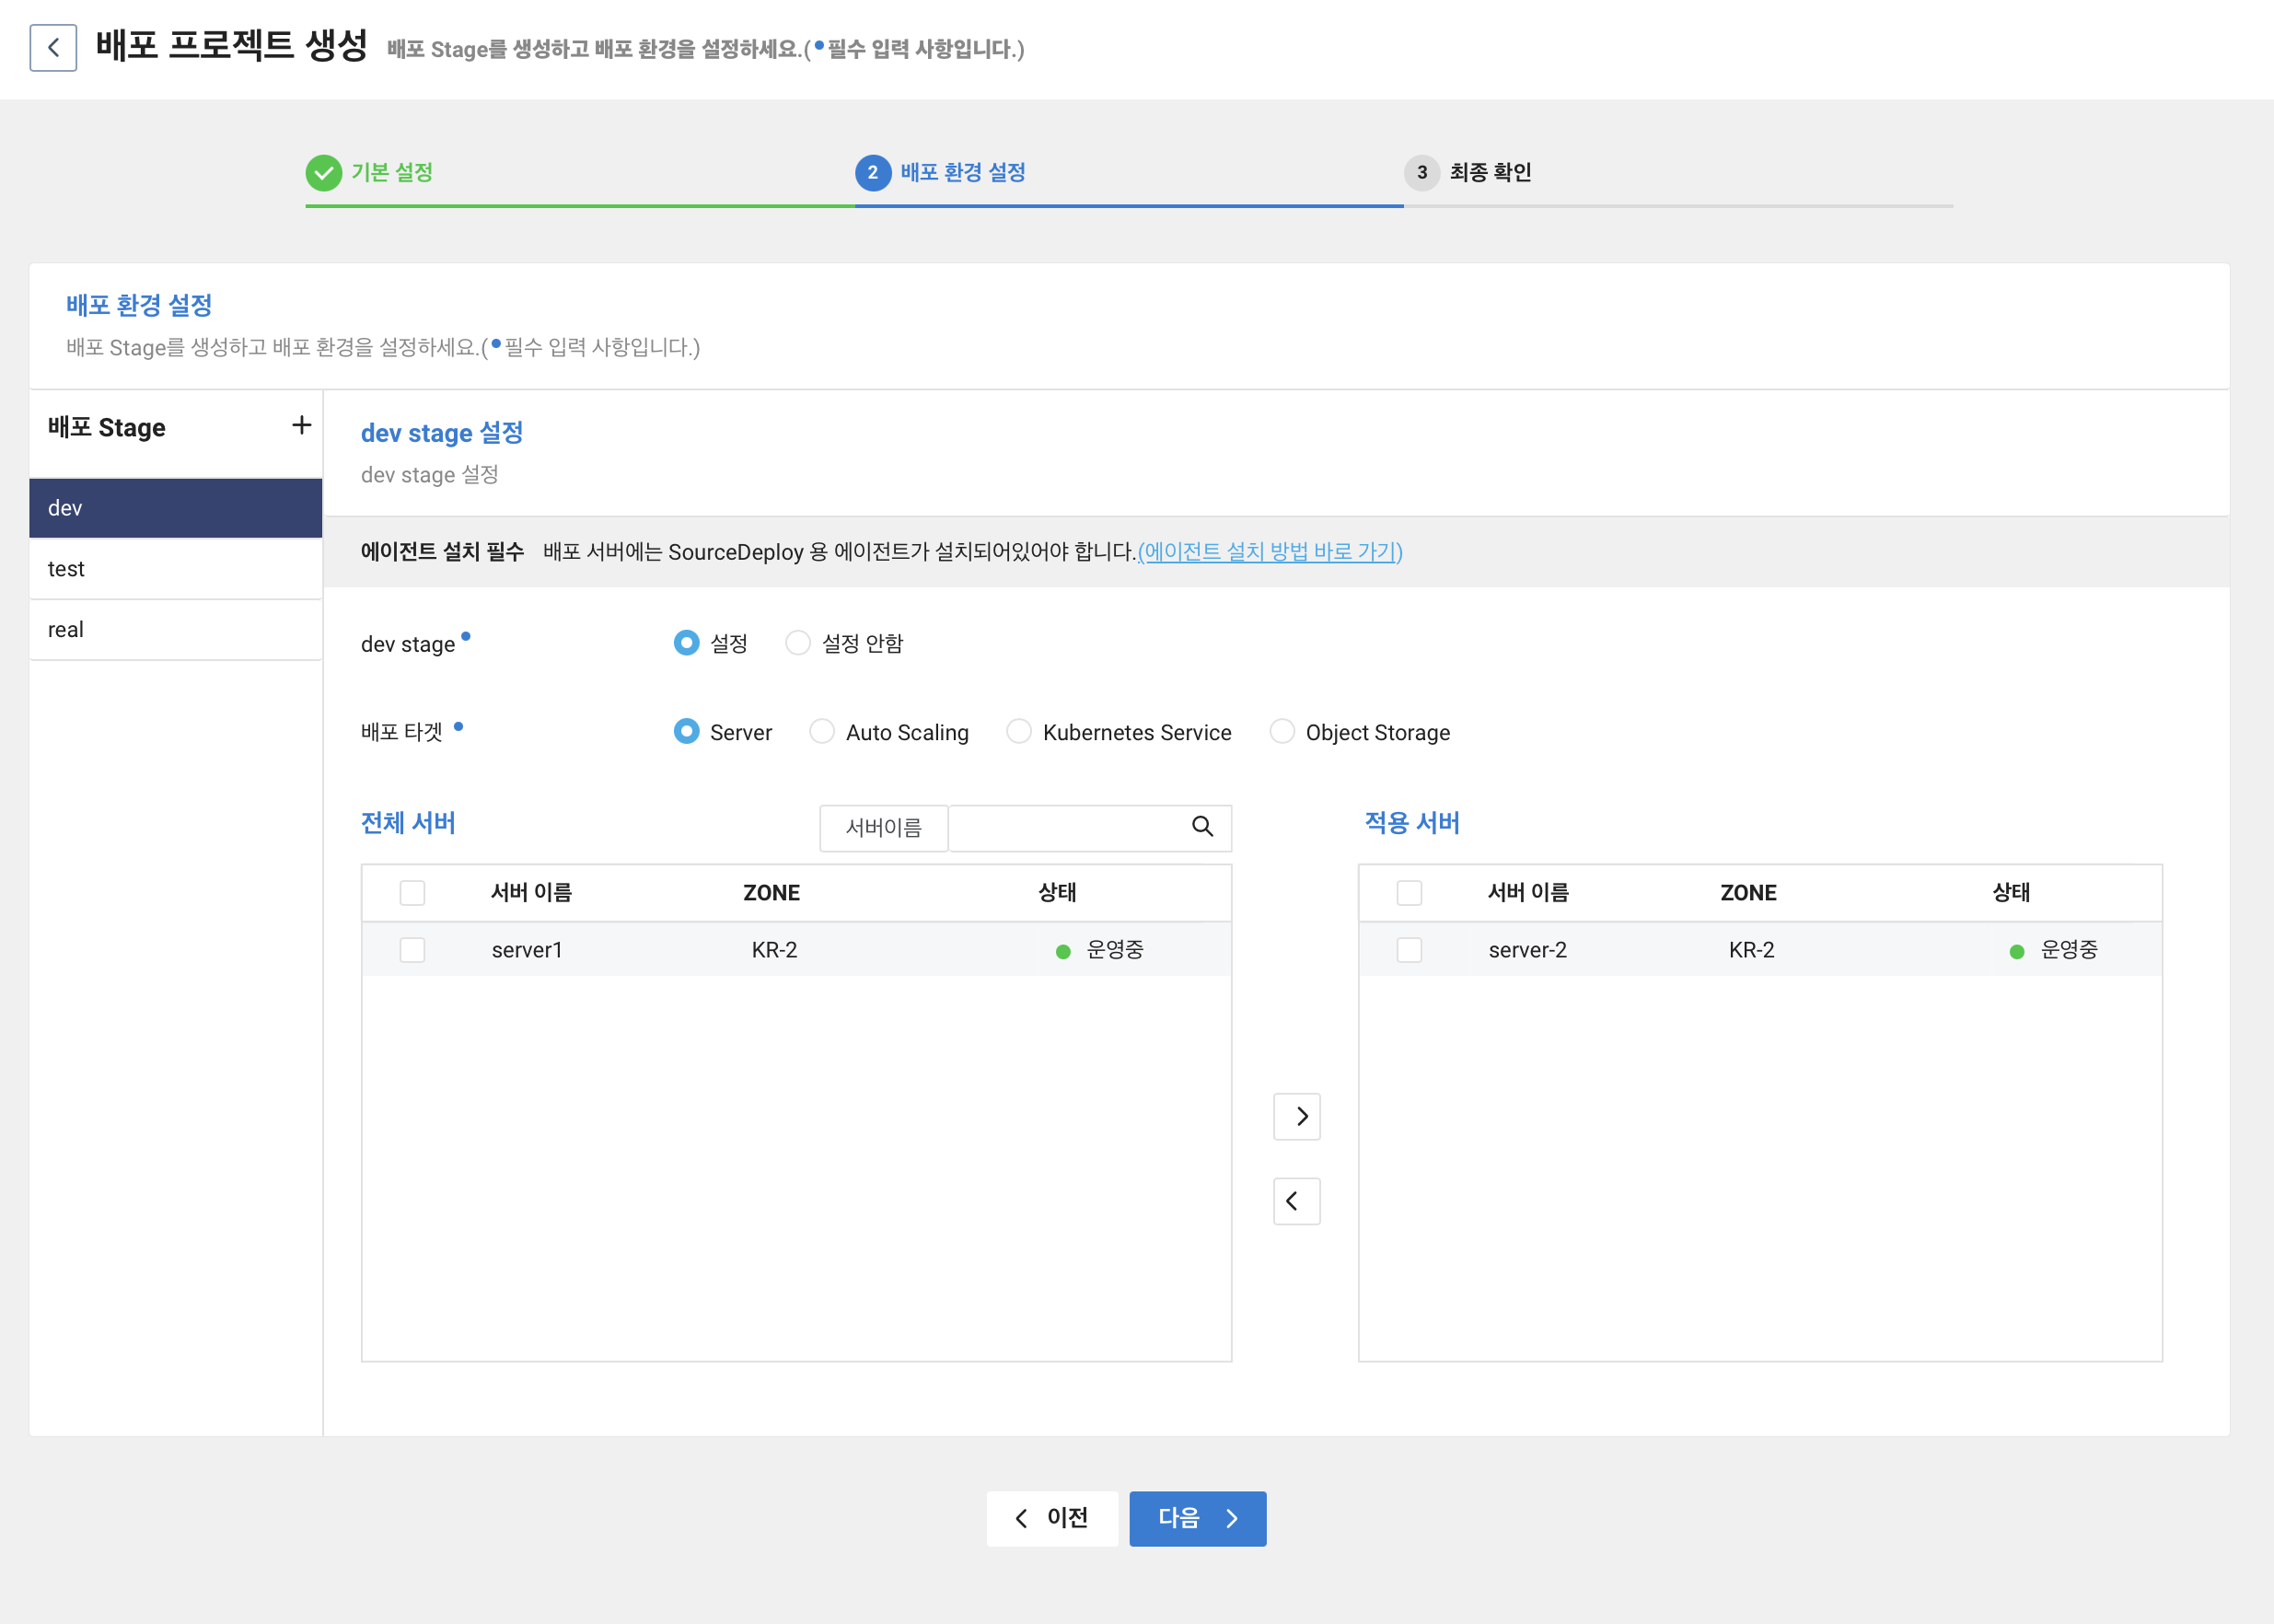 배포 프로젝트 생성 배포 Stage를 생성하고 배포 환경을 설정하세요.(•필수 입력 사항입니다.)
기본 설정 2 배포 환경 설정 3 최종 확인
배포 환경 설정
배포 Stage를 생성하고 배포 환경을 설정하세요.(•필수 입력 사항입니다.)
배포 Stage +
dev
test
real
dev stage 설정
dev stage 설정
에이전트 설치 필수 배포 서버에는 SourceDeploy 용 에이전트가 설치되어있어야 합니다.(에이전트 설치 방법 바로 가기)
dev stage • 설정 설정 안함
배포 타겟 • Server Auto Scaling Kubernetes Service Object Storage
전체 서버 서버이름
서버 이름 ZONE 상태
server1 KR-2 운영중
적용 서버
서버 이름 ZONE 상태
server-2 KR-2 운영중
이전 다음